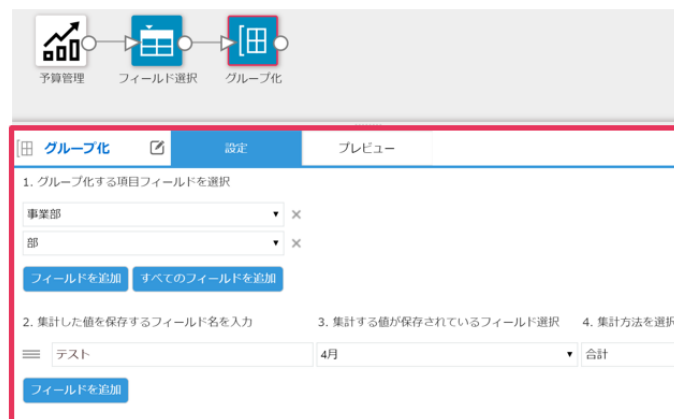 予算管理 フィールド選択 グループ化
グループ化 設定 プレビュー
1. グループ化する項目フィールドを選択
事業部
部
フィールドを追加 すべてのフィールドを追加
2. 集計した値を保存するフィールド名を入力 3. 集計する値が保存されているフィールド選択 4. 集計方法を選択
テスト 4月 合計
フィールドを追加